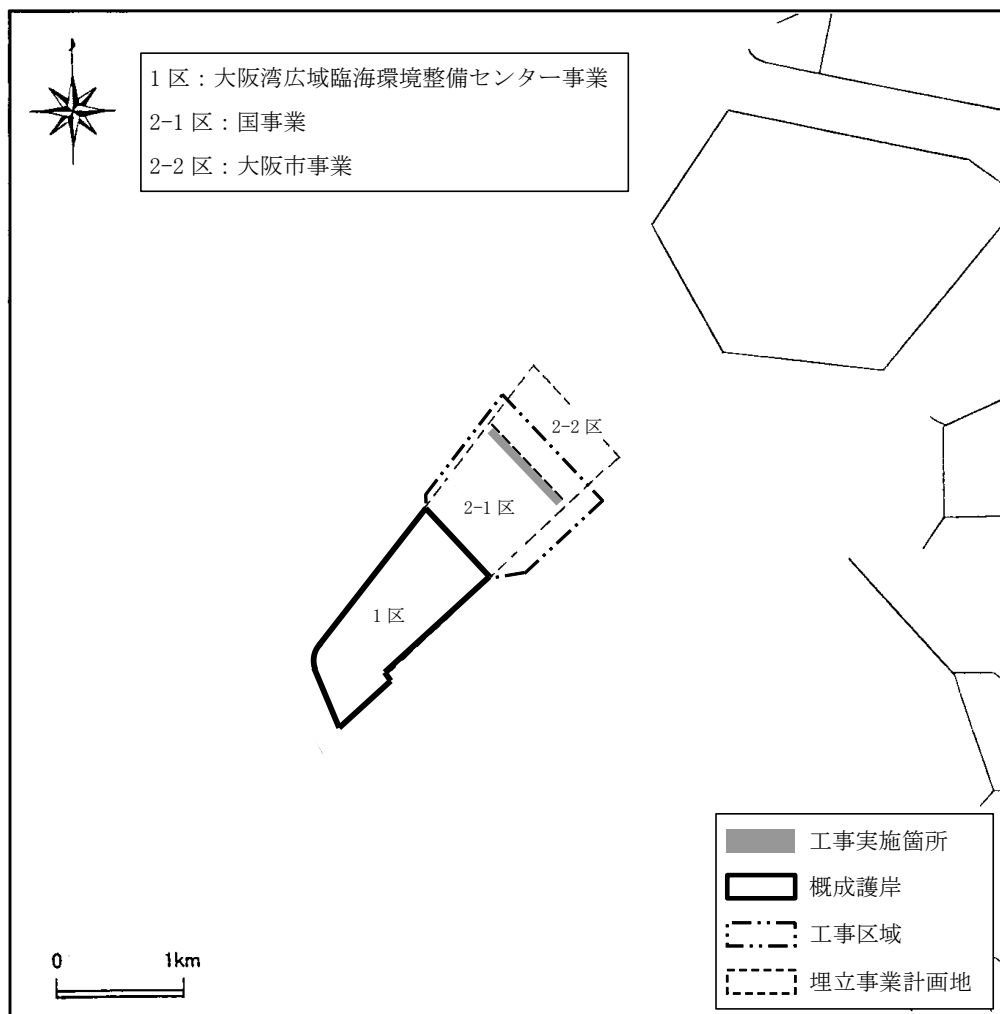 1 区：大阪湾広域臨海環境整備センター事業
2-1 区：国事業
2-2 区：大阪市事業
2-2 区
2-1 区
1 区
工事実施箇所
概成護岸
工事区域
埋立事業計画地
0 1km